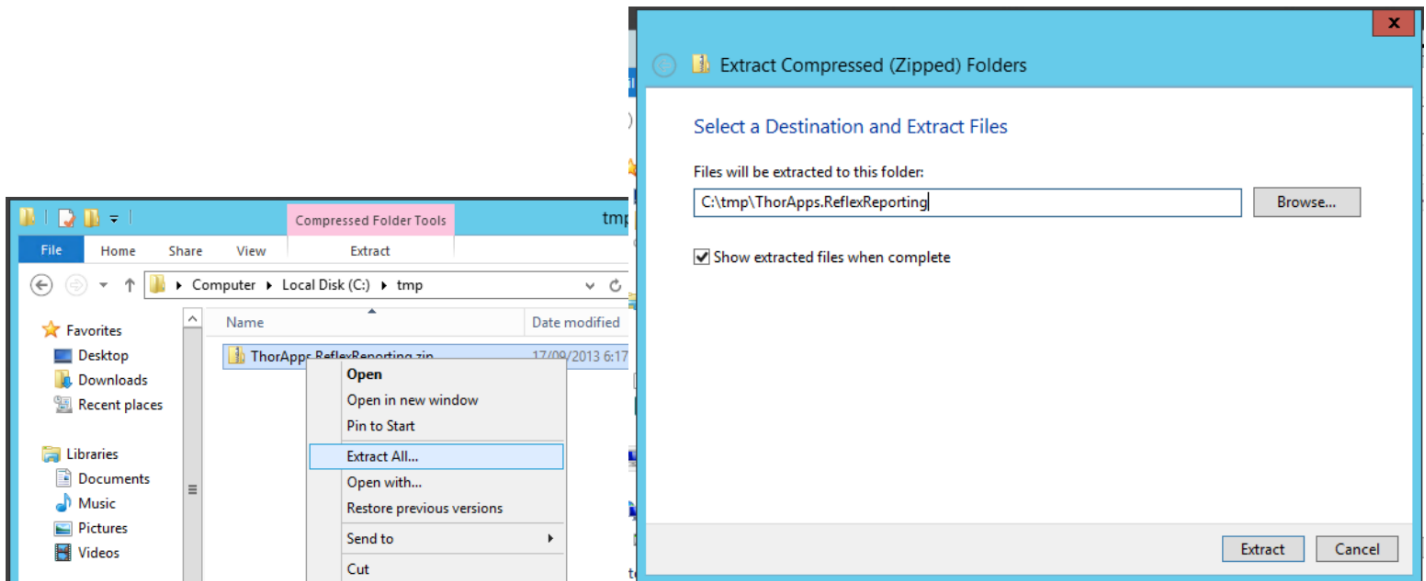 Compressed Folder Tools
File
Home
Share
View
Extract
Computer
Local Disk (C:)
tmp
Favorites
Desktop
Downloads
Recent places
Libraries
Documents
Music
Pictures
Videos
Name
Date modified
ThorApps.ReflexReporting.zip
17/09/2013 6:17
Open
Open in new window
Pin to Start
Extract All...
Open with...
Restore previous versions
Send to
Cut
Extract Compressed (Zipped) Folders
Select a Destination and Extract Files
Files will be extracted to this folder:
C:\tmp\ThorApps.ReflexReporting
Browse...
Show extracted files when complete
Extract
Cancel